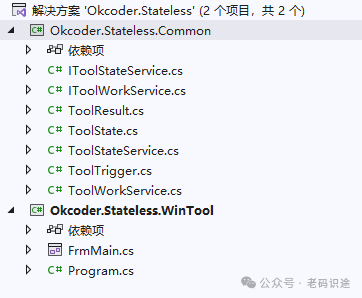 解决方案 'Okcoder.Stateless' (2 个项目，共 2 个)
Okcoder.Stateless.Common
依赖项
C# IToolStateService.cs
C# IToolWorkService.cs
C# ToolResult.cs
C# ToolState.cs
C# ToolStateService.cs
C# ToolTrigger.cs
C# ToolWorkService.cs
Okcoder.Stateless.WinTool
依赖项
FrmMain.cs
C# Program.cs
公众号 · 老码识途